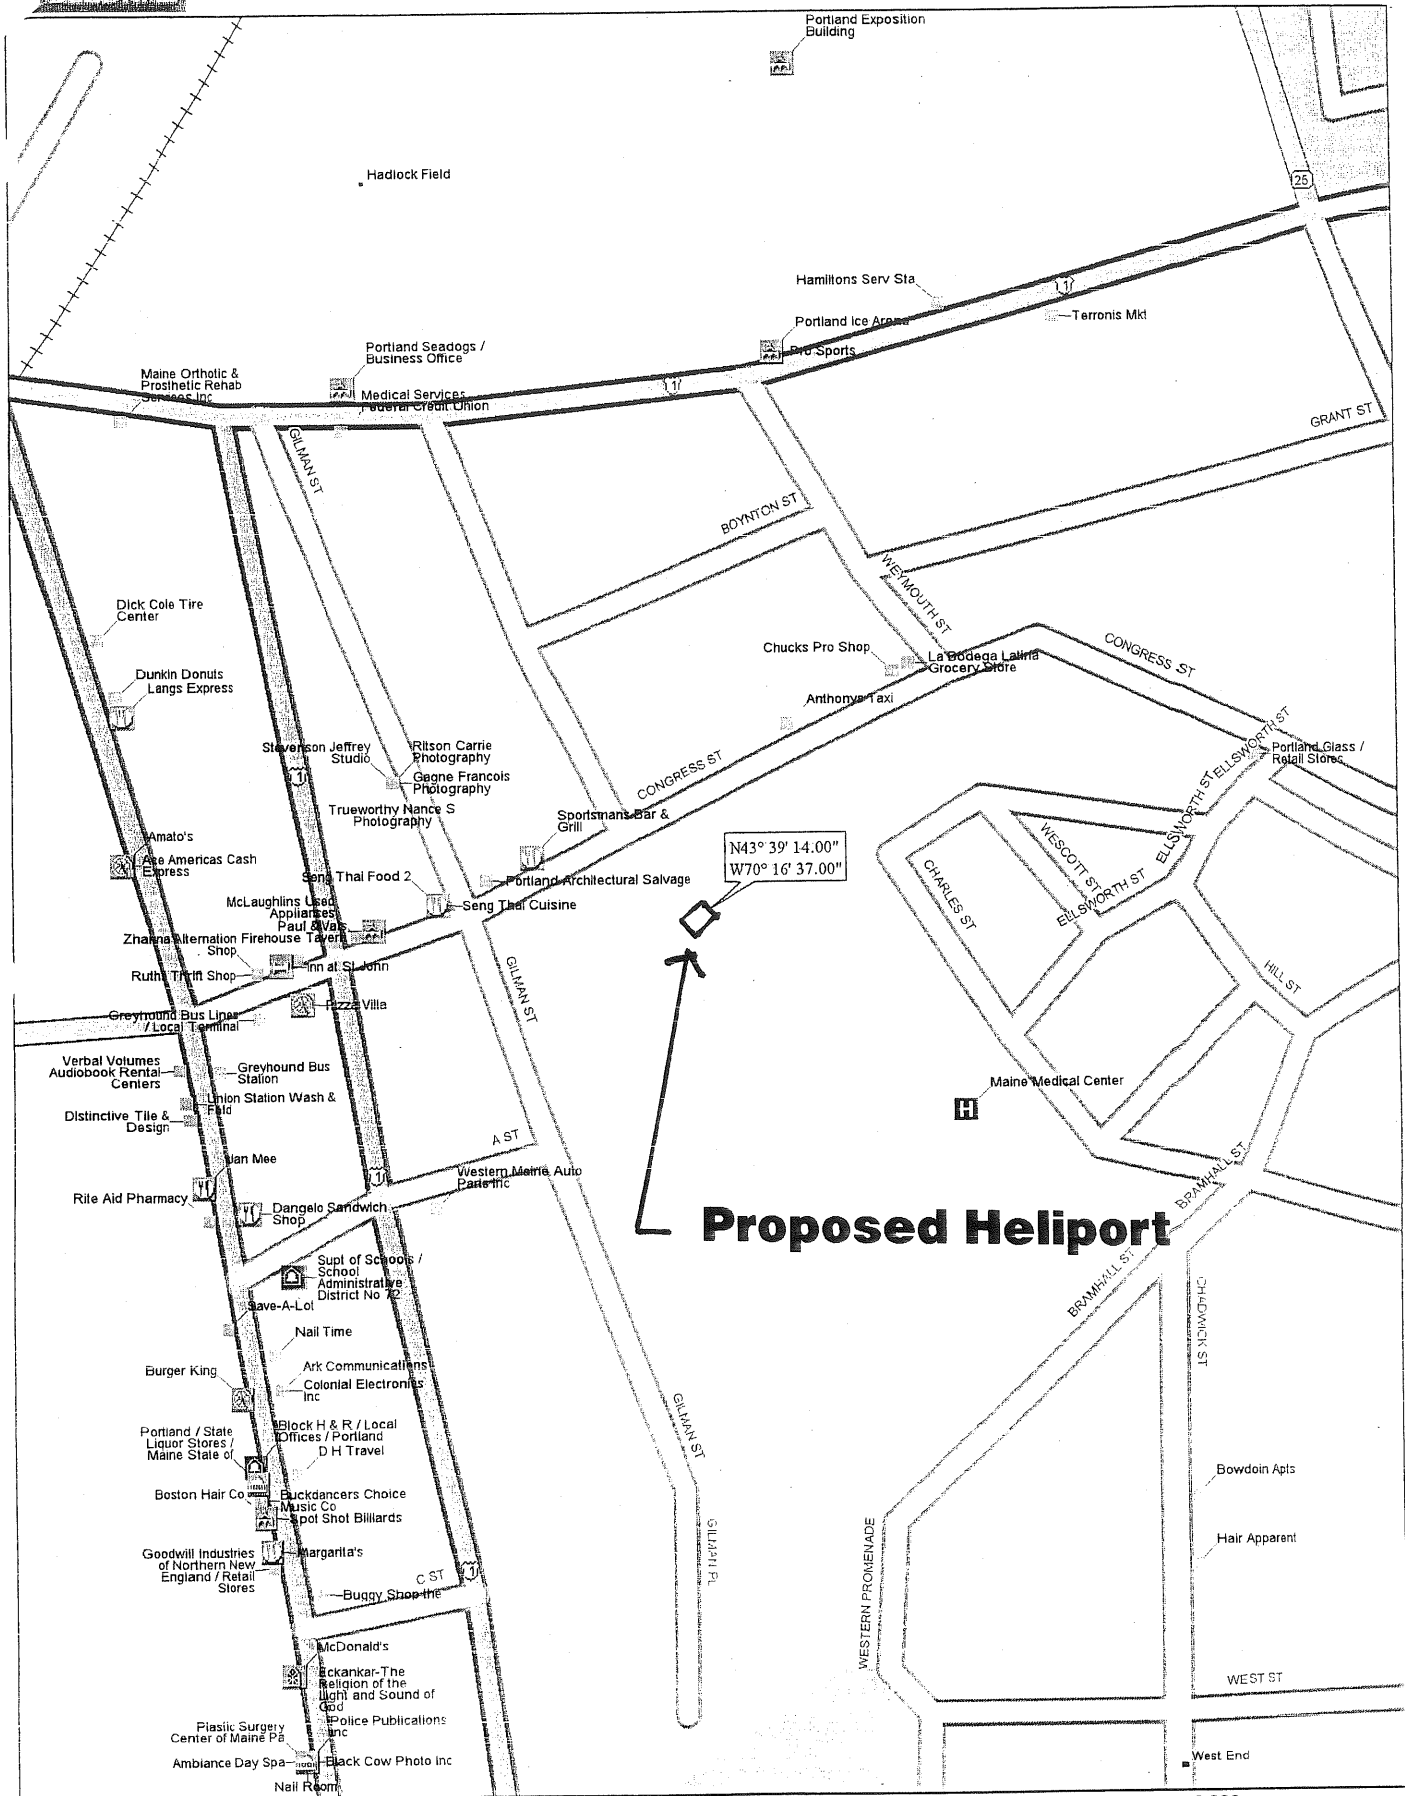 Portland Exposition
Building
Hadlock Field
25
Hamiltons Serv Sta
1
Terronis Mkt
Portland Ice Arena
Pro Sports
Portland Seadogs /
Business Office
1
Maine Orthotic &
Prosthetic Rehab
Services Inc
Medical Services
Federal Credit Union
GRANT ST
GILMAN ST
BOYNTON ST
WEYMOUTH ST
Dick Cole Tire
Center
Chucks Pro Shop
La Bodega Latina
Grocery Store
CONGRESS ST
Dunkin Donuts
Langs Express
Anthonys Taxi
ELLSWORTH ST
Portland Glass /
Retail Stores
Stevenson Jeffrey
Studio
Ritson Carrie
Photography
Gagne Francois
Photography
1
CONGRESS ST
Trueworthy Nance S
Photography
Sportsmans Bar &
Grill
ELLSWORTH ST
WESCOTT ST
Amato's
Ace Americas Cash
Express
N43° 39' 14.00"
W70° 16' 37.00"
CHARLES ST
ELLSWORTH ST
Seng Thai Food 2
Portland Architectural Salvage
McLaughlins Used
Appliances
Seng Thai Cuisine
Paul & Vals
Firehouse Tavern
Zhanna Alternation
Shop
Inn at St John
Ruths Thrift Shop
GILMAN ST
HILL ST
Pizza Villa
Greyhound Bus Lines
/ Local Terminal
Verbal Volumes
Audiobook Rental
Centers
Greyhound Bus
Station
Maine Medical Center
H
Union Station Wash &
Fold
Distinctive Tile &
Design
A ST
Jan Mee
1
Western Maine Auto
Parts Inc
BRAMHALL ST
Rite Aid Pharmacy
Dangelo Sandwich
Shop
Proposed Heliport
Supt of Schools /
School
Administrative
District No 72
BRAMHALL ST
CHADWICK ST
Save-A-Lot
Nail Time
Burger King
Ark Communications
Colonial Electronics
Inc
GILMAN ST
Block H & R / Local
Offices / Portland
Portland / State
Liquor Stores /
Maine State of
D H Travel
Bowdoin Apts
Boston Hair Co
Buckdancers Choice
Music Co
Spot Shot Billiards
GILMAN PL
WESTERN PROMENADE
Hair Apparent
Goodwill Industries
of Northern New
England / Retail
Stores
Margarita's
C ST
1
Buggy Shop the
McDonald's
Eckankar-The
Religion of the
Light and Sound of
God
WEST ST
Police Publications
Inc
Plastic Surgery
Center of Maine Pa
Ambiance Day Spa
Black Cow Photo Inc
West End
Nail Room